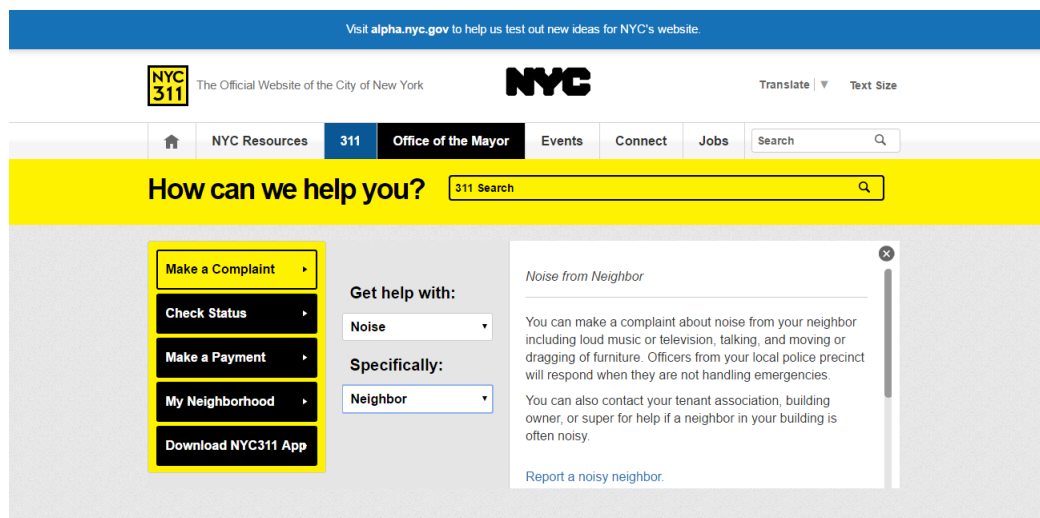 Visit alpha.nyc.gov to help us test out new ideas for NYC's website.
NYC
311
The Official Website of the City of New York
NYC
Translate
Text Size
NYC Resources
311
Office of the Mayor
Events
Connect
Jobs
Search
How can we help you?
311 Search
Make a Complaint
Check Status
Make a Payment
My Neighborhood
Download NYC311 App
Get help with:
Noise
Specifically:
Neighbor
Noise from Neighbor
You can make a complaint about noise from your neighbor
including loud music or television, talking, and moving or
dragging of furniture. Officers from your local police precinct
will respond when they are not handling emergencies.
You can also contact your tenant association, building
owner, or super for help if a neighbor in your building is
often noisy.
Report a noisy neighbor.